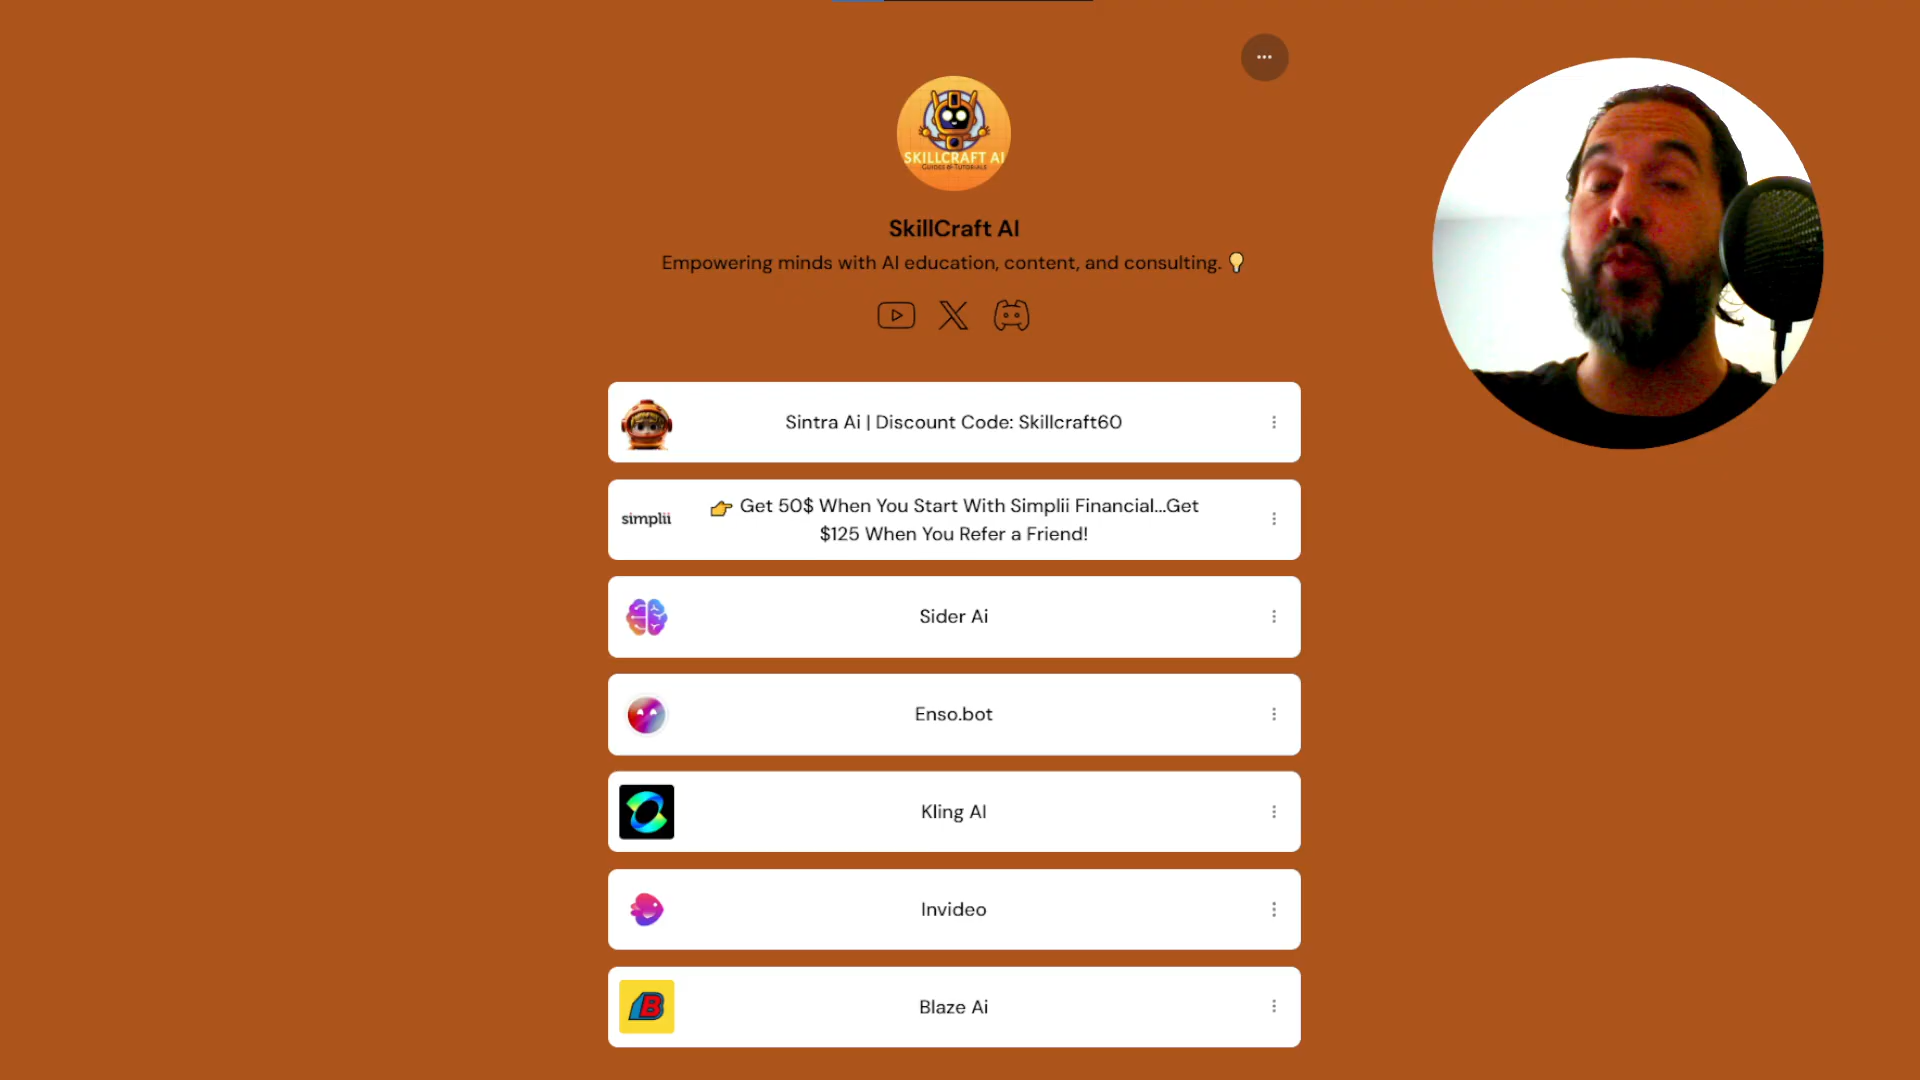 SKILLCRAFT AI
GUIDES & TUTORIALS
SkillCraft AI
Empowering minds with AI education, content, and consulting. 💡
Sintra Ai | Discount Code: Skillcraft60
simplii
👉 Get 50$ When You Start With Simplii Financial...Get
$125 When You Refer a Friend!
Sider Ai
Enso.bot
Kling AI
Invideo
B
Blaze Ai